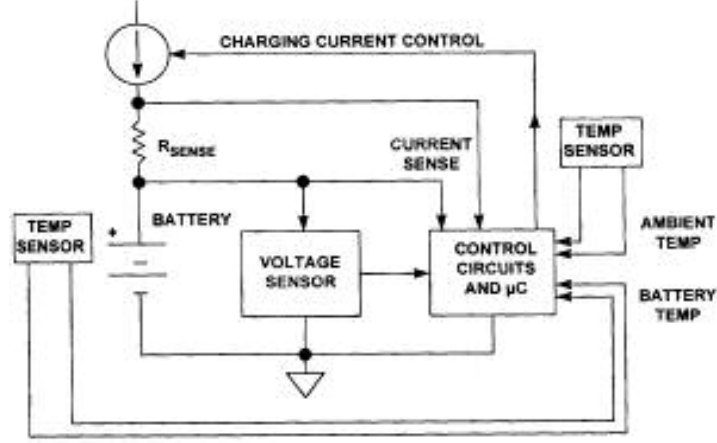 CHARGING CURRENT CONTROL
R_SENSE
CURRENT
SENSE
TEMP
SENSOR
TEMP
SENSOR
BATTERY
+
VOLTAGE
SENSOR
CONTROL
CIRCUITS
AND µC
AMBIENT
TEMP
BATTERY
TEMP